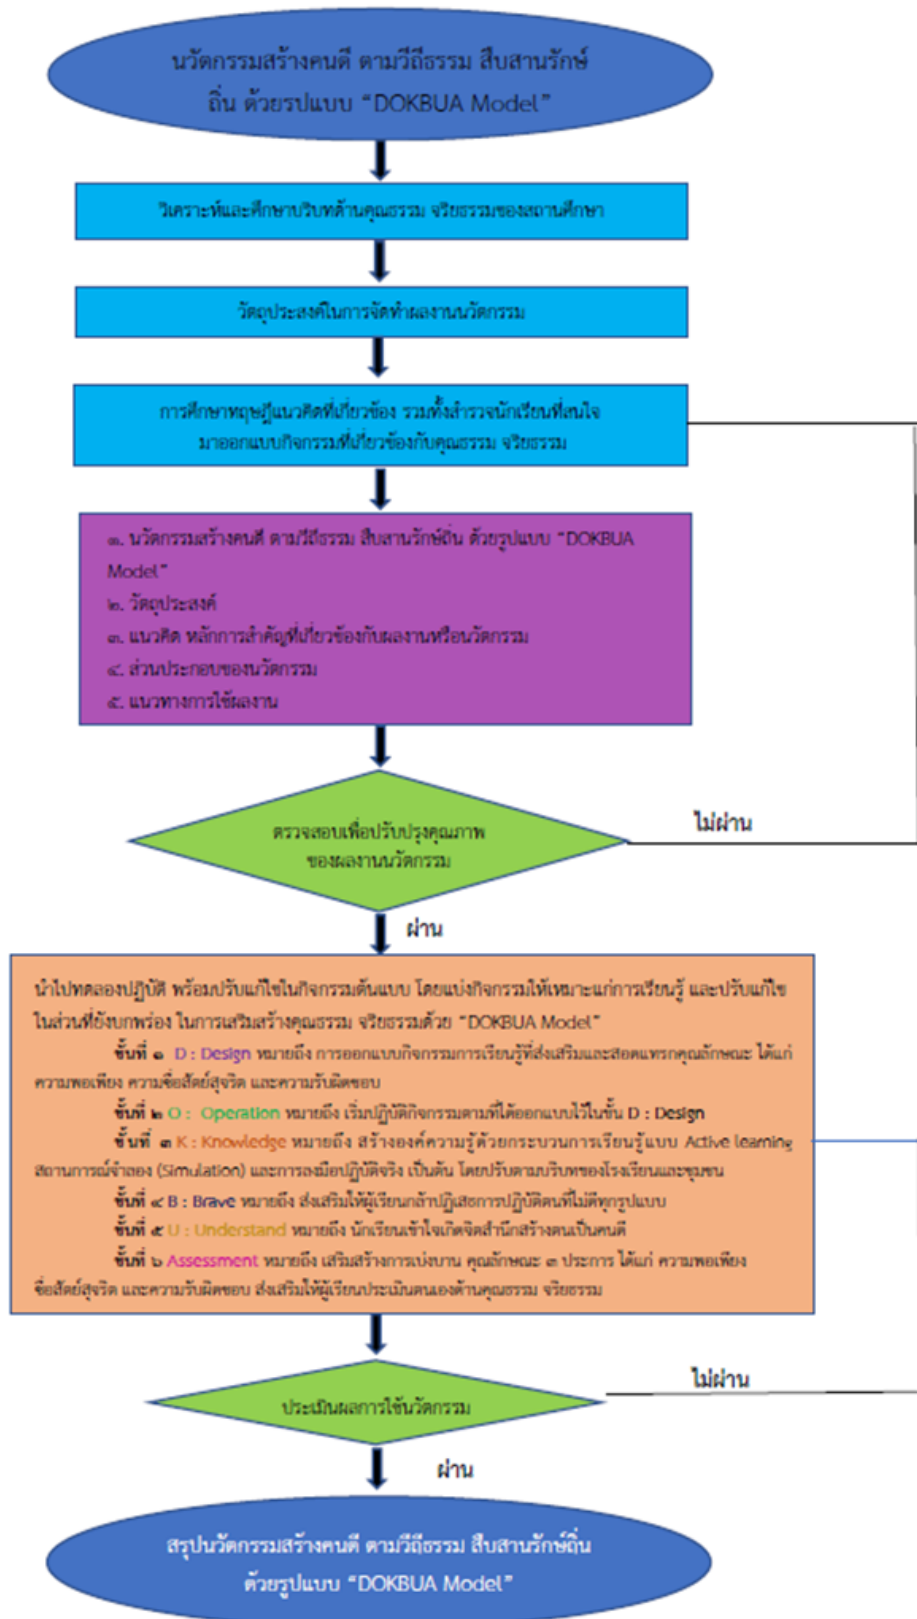 นวัตกรรมสร้างคนดี ตามวิถีธรรม สืบสานรักษ์
ถิ่น ด้วยรปแบบ “DOKBUA Model”
วิเคราะห์และศึกษาบริบทด้านคุณธรรม จริยธรรมของสถานศึกษา
วัตถุประสงค์ในการจัดทำผลงานนวัตกรรม
การศึกษาทฤษฎีแนวคิดที่เกี่ยวข้อง รวมทั้งสำรวจนักเรียนที่สนใจ
มาออกแบบกิจกรรมที่เกี่ยวข้องกับคุณธรรม จริยธรรม
๑. นวัตกรรมสร้างคนดี ตามวิถีธรรม สืบสานรักษ์ถิ่น ด้วยรูปแบบ “DOKBUA
Model”
๒. วัตถุประสงค์
๓. แนวคิด หลักการสำคัญที่เกี่ยวข้องกับผลงานหรือนวัตกรรม
๔. ส่วนประกอบของนวัตกรรม
๕. แนวทางการใช้ผลงาน
ตรวจสอบเพื่อปรับปรุงคุณภาพ
ของผลงานนวัตกรรม
ไม่ผ่าน
ผ่าน
นำไปทดลองปฏิบัติ พร้อมปรับแก้ไขในกิจกรรมต้นแบบ โดยแบ่งกิจกรรมให้เหมาะแก่การเรียนรู้ และปรับแก้ไข
ในส่วนที่ยังบกพร่อง ในการเสริมสร้างคุณธรรม จริยธรรมด้วย “DOKBUA Model”
ขั้นที่ ๑ D : Design หมายถึง การออกแบบกิจกรรมการเรียนรู้ที่ส่งเสริมและสอดแทรกคุณลักษณะ ได้แก่
ความพอเพียง ความซื่อสัตย์สุจริต และความรับผิดชอบ
ขั้นที่ ๒ O : Operation หมายถึง เริ่มปฏิบัติกิจกรรมตามที่ได้ออกแบบไว้ในขั้น D : Design
ขั้นที่ ๓ K : Knowledge หมายถึง สร้างองค์ความรู้ด้วยกระบวนการเรียนรู้แบบ Active learning
สถานการณ์จำลอง (Simulation) และการลงมือปฏิบัติจริง เป็นต้น โดยปรับตามบริบทของโรงเรียนและชุมชน
ขั้นที่ ๔ B : Brave หมายถึง ส่งเสริมให้ผู้เรียนกล้าปฏิเสธการปฏิบัติตนที่ไม่ดีทุกรูปแบบ
ขั้นที่ ๕ U : Understand หมายถึง นักเรียนเข้าใจเกิดจิตสำนึกสร้างตนเป็นคนดี
ขั้นที่ ๖ Assessment หมายถึง เสริมสร้างการเบ่งบาน คุณลักษณะ ๓ ประการ ได้แก่ ความพอเพียง
ซื่อสัตย์สุจริต และความรับผิดชอบ ส่งเสริมให้ผู้เรียนประเมินตนเองด้านคุณธรรม จริยธรรม
ประเมินผลการใช้นวัตกรรม
ไม่ผ่าน
ผ่าน
สรุปนวัตกรรมสร้างคนดี ตามวิถีธรรม สืบสานรักษ์ถิ่น
ด้วยรูปแบบ “DOKBUA Model”